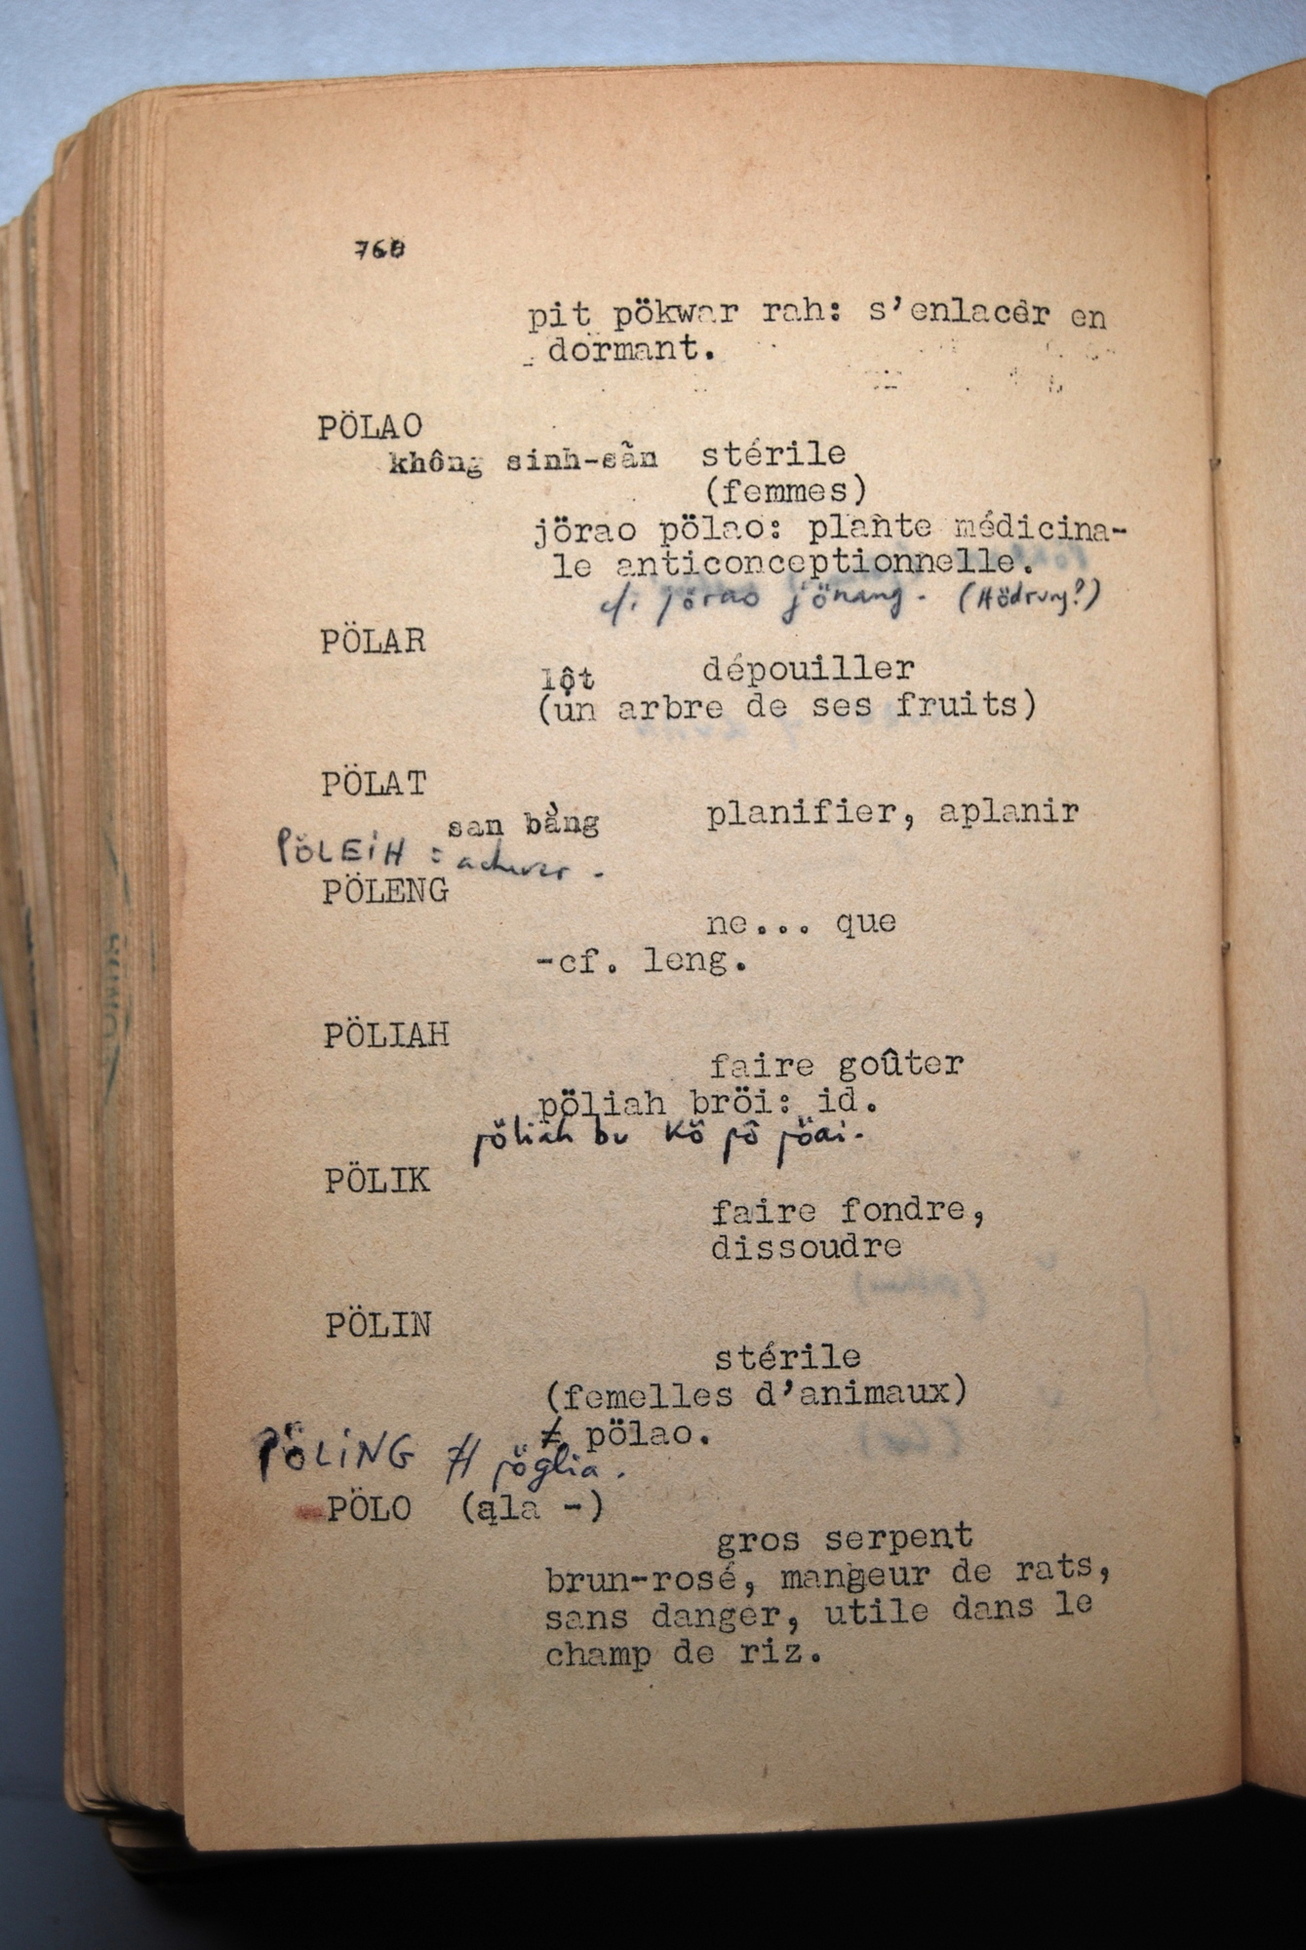 760
pit pökwar rah: s'enlacêr en
dormant.
PÖLAO
không sinh-sãn stérile
(femmes)
jörao pölao: plante médicina-
le anticonceptionnelle.
cf. jörao jönang. (Hödrung?)
PÖLAR
lột dépouiller
(un arbre de ses fruits)
PÖLAT
san bằng planifier, aplanir
PÖLEIH : achever.
PÖLENG
ne... que
-cf. leng.
PÖLIAH
faire goûter
pöliah bröi: id.
pöliah bu kö pô pöai.
PÖLIK
faire fondre,
dissoudre
PÖLIN
stérile
(femelles d'animaux)
≠ pölao.
PÖLING # pöglia.
PÖLO (ala -)
gros serpent
brun-rosé, mangeur de rats,
sans danger, utile dans le
champ de riz.